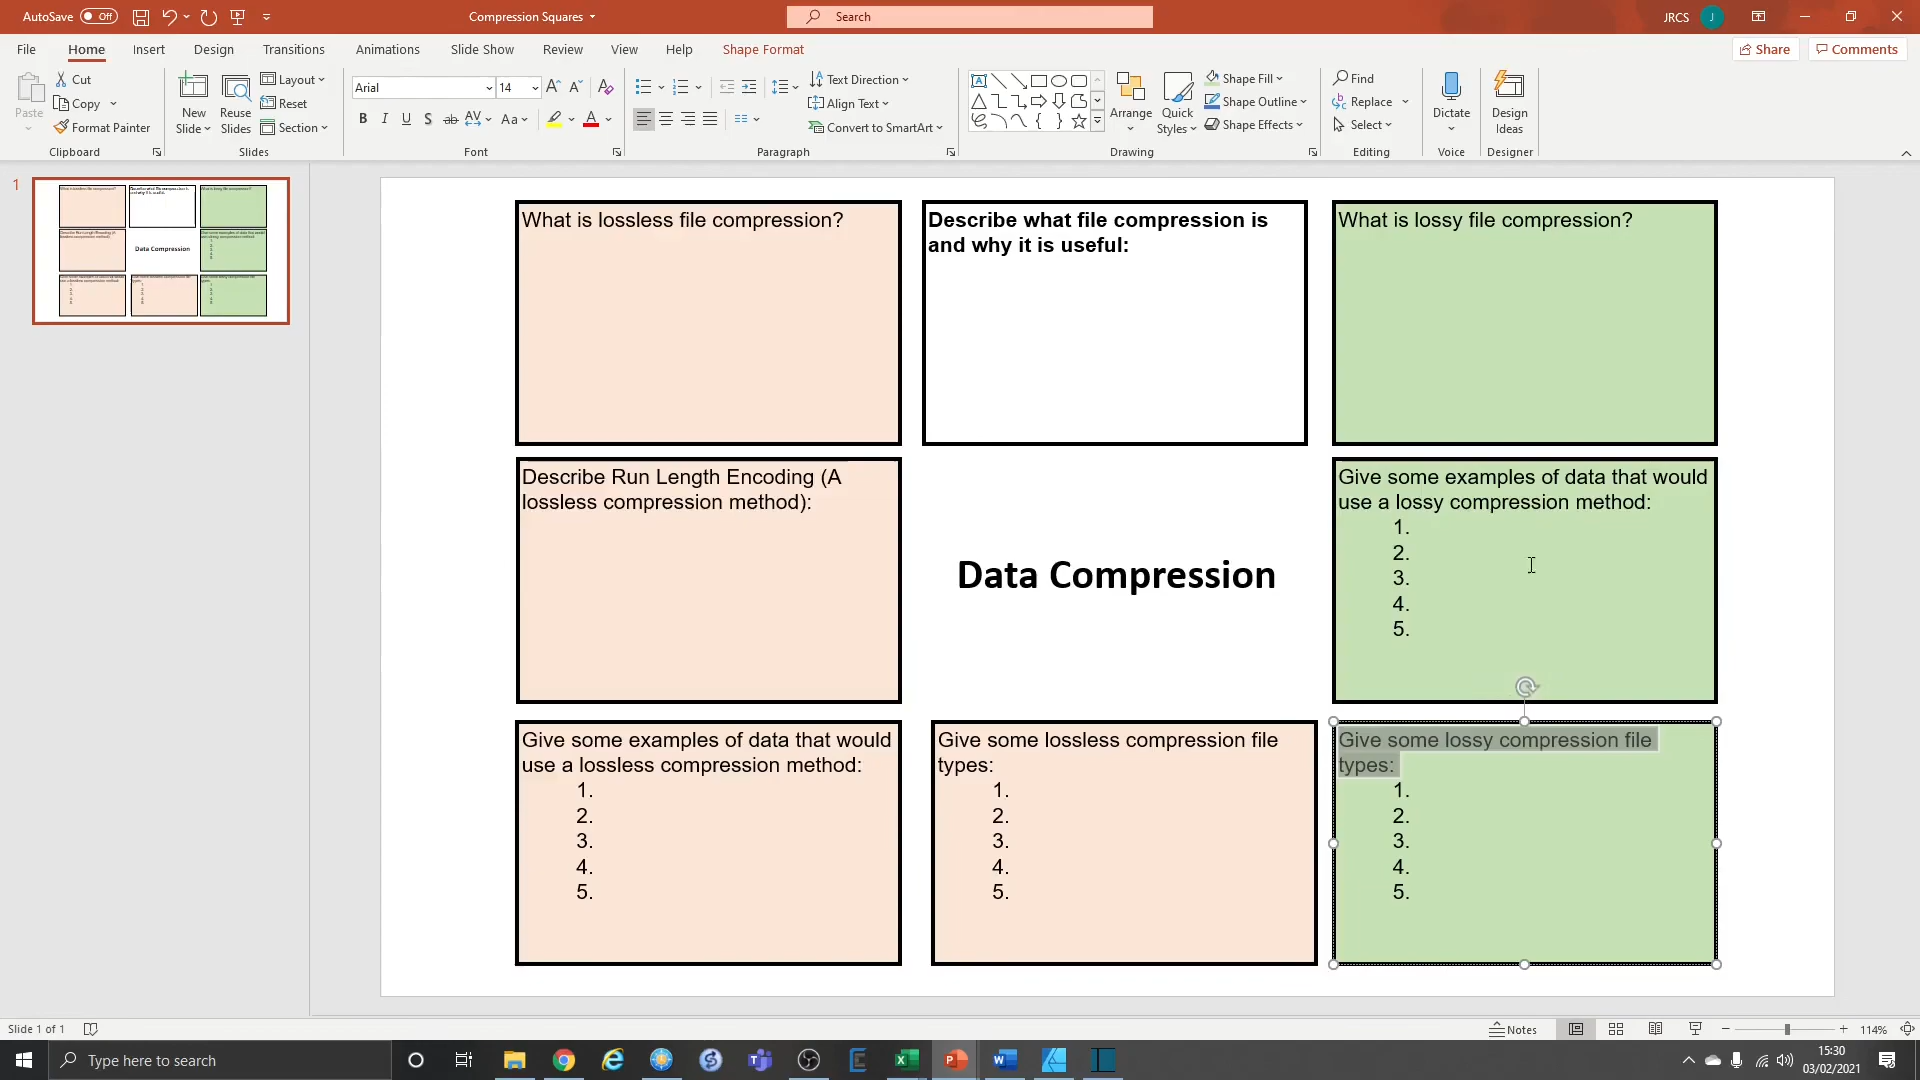 AutoSave Off
Compression Squares
Search
JRCS J
File Home Insert Design Transitions Animations Slide Show Review View Help Shape Format
Share Comments
Paste
Cut
Copy
Format Painter
Clipboard
New Slide
Reuse Slides
Layout
Reset
Section
Slides
Arial 14
Font
Text Direction
Align Text
Convert to SmartArt
Paragraph
Arrange
Quick Styles
Shape Fill
Shape Outline
Shape Effects
Drawing
Find
Replace
Select
Editing
Dictate
Voice
Design Ideas
Designer
1
Data Compression
What is lossless file compression?
Describe what file compression is
and why it is useful:
What is lossy file compression?
Describe Run Length Encoding (A
lossless compression method):
Data Compression
Give some examples of data that would
use a lossy compression method:
1.
2.
3.
4.
5.
Give some examples of data that would
use a lossless compression method:
1.
2.
3.
4.
5.
Give some lossless compression file
types:
1.
2.
3.
4.
5.
Give some lossy compression file
types:
1.
2.
3.
4.
5.
Slide 1 of 1
Notes
114%
Type here to search
15:30
03/02/2021